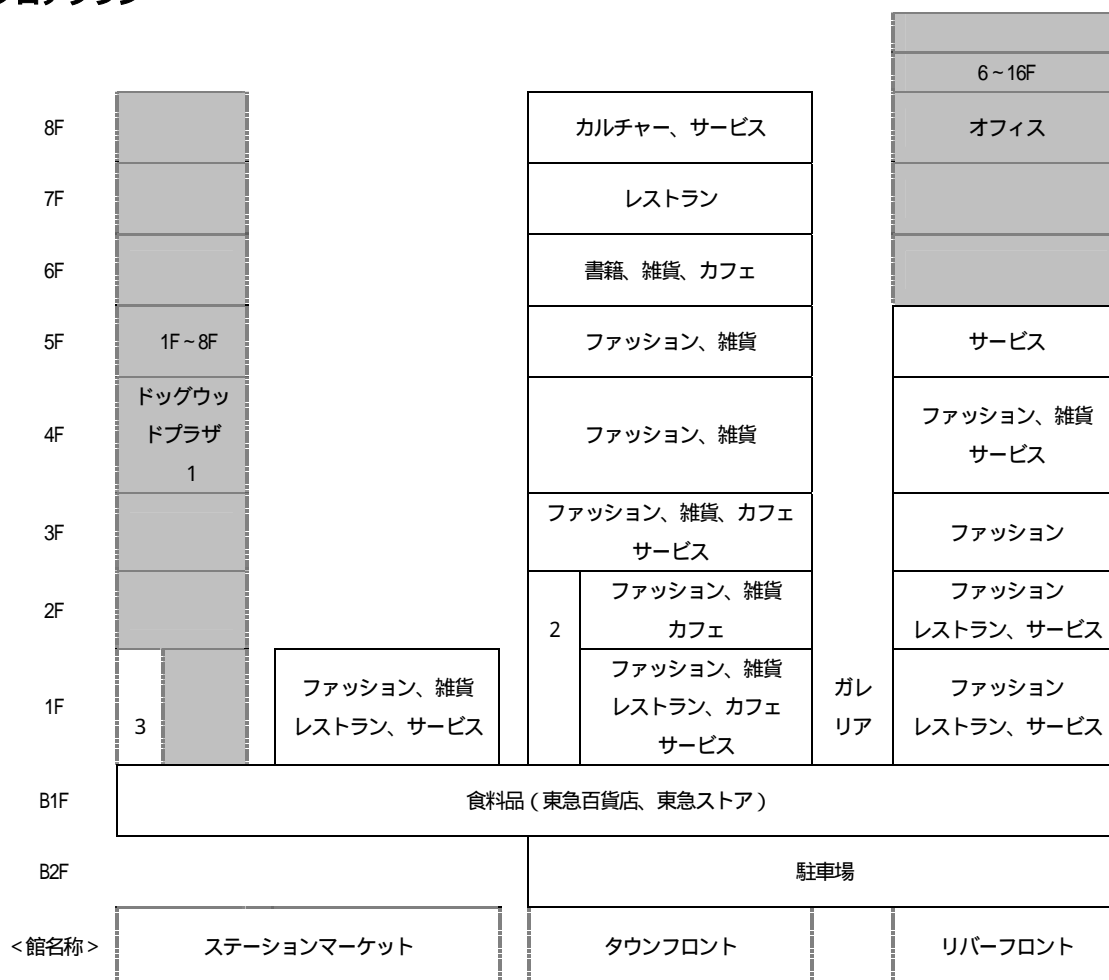 フロアプラン
6~16F
8F
カルチャー、サービス
オフィス
7F
レストラン
6F
書籍、雑貨、カフェ
5F
1F~8F
ファッション、雑貨
サービス
4F
ドッグウッ
ドプラザ
1
ファッション、雑貨
ファッション、雑貨
サービス
3F
ファッション、雑貨、カフェ
サービス
ファッション
2F
2
ファッション、雑貨
カフェ
ファッション
レストラン、サービス
1F
3
ファッション、雑貨
レストラン、サービス
ファッション、雑貨
レストラン、カフェ
サービス
ガレ
リア
ファッション
レストラン、サービス
B1F
食料品(東急百貨店、東急ストア)
B2F
駐車場
<館名称>
ステーションマーケット
タウンフロント
リバーフロント